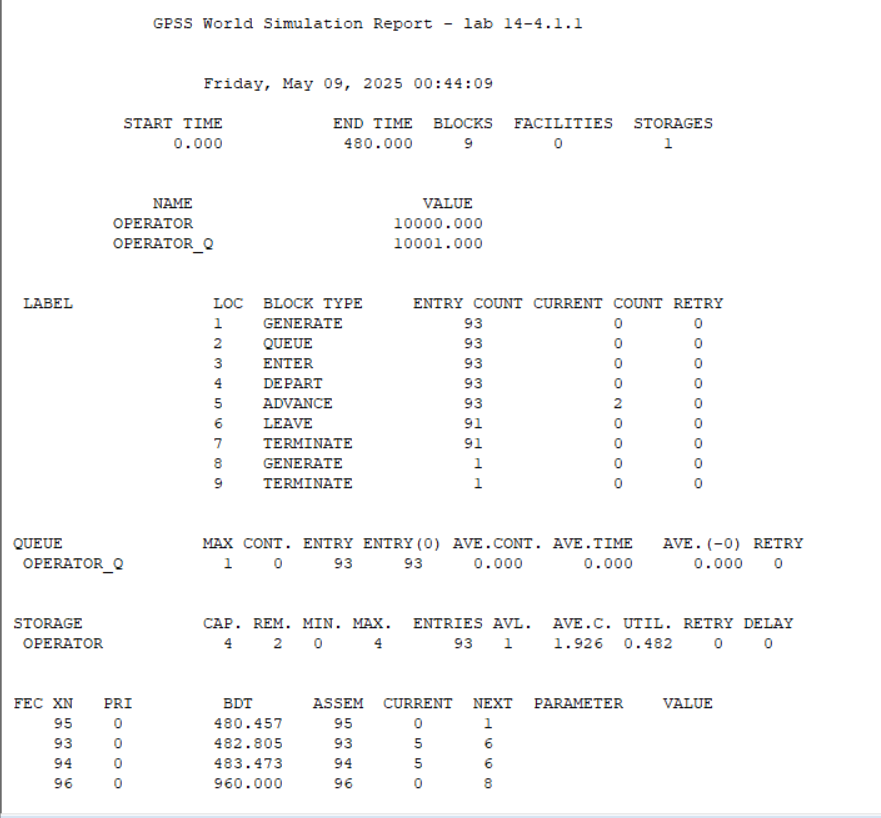 GPSS World Simulation Report - lab 14-4.1.1
Friday, May 09, 2025 00:44:09
START TIME END TIME BLOCKS FACILITIES STORAGES
0.000 480.000 9 0 1
NAME VALUE
OPERATOR 10000.000
OPERATOR_Q 10001.000
LABEL LOC BLOCK TYPE ENTRY COUNT CURRENT COUNT RETRY
1 GENERATE 93 0 0
2 QUEUE 93 0 0
3 ENTER 93 0 0
4 DEPART 93 0 0
5 ADVANCE 93 2 0
6 LEAVE 91 0 0
7 TERMINATE 91 0 0
8 GENERATE 1 0 0
9 TERMINATE 1 0 0
QUEUE MAX CONT. ENTRY ENTRY(0) AVE.CONT. AVE.TIME AVE.(-0) RETRY
OPERATOR_Q 1 0 93 93 0.000 0.000 0.000 0
STORAGE CAP. REM. MIN. MAX. ENTRIES AVL. AVE.C. UTIL. RETRY DELAY
OPERATOR 4 2 0 4 93 1 1.926 0.482 0 0
FEC XN PRI BDT ASSEM CURRENT NEXT PARAMETER VALUE
95 0 480.457 95 0 1
93 0 482.805 93 5 6
94 0 483.473 94 5 6
96 0 960.000 96 0 8